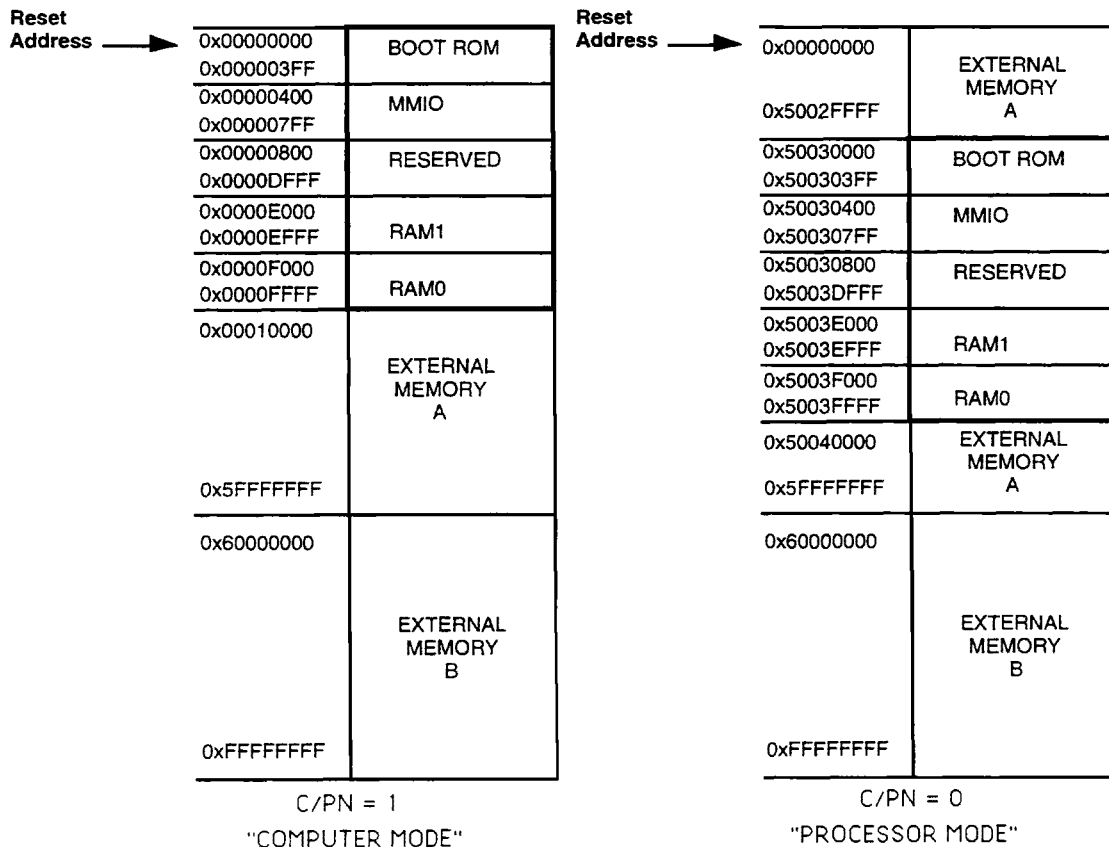 Reset
Address
0x00000000
0x000003FF
BOOT ROM
0x00000400
0x000007FF
MMIO
0x00000800
0x0000DFFF
RESERVED
0x0000E000
0x0000EFFF
RAM1
0x0000F000
0x0000FFFF
RAM0
0x00010000
0x5FFFFFFF
EXTERNAL
MEMORY
A
0x60000000
0xFFFFFFFF
EXTERNAL
MEMORY
B
C/PN = 1
"COMPUTER MODE"
Reset
Address
0x00000000
0x5002FFFF
EXTERNAL
MEMORY
A
0x50030000
0x500303FF
BOOT ROM
0x50030400
0x500307FF
MMIO
0x50030800
0x5003DFFF
RESERVED
0x5003E000
0x5003EFFF
RAM1
0x5003F000
0x5003FFFF
RAM0
0x50040000
0x5FFFFFFF
EXTERNAL
MEMORY
A
0x60000000
0xFFFFFFFF
EXTERNAL
MEMORY
B
C/PN = 0
"PROCESSOR MODE"